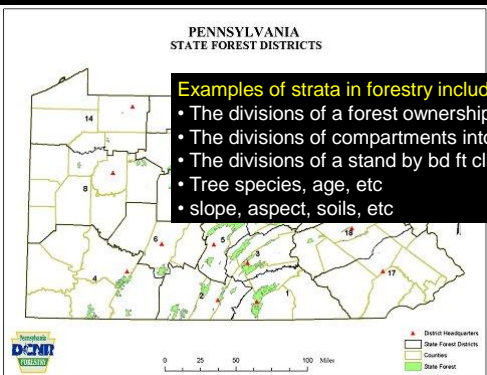 PENNSYLVANIA
STATE FOREST DISTRICTS
Examples of strata in forestry includ
• The divisions of a forest ownership
• The divisions of compartments into
• The divisions of a stand by bd ft cl
• Tree species, age, etc
• slope, aspect, soils, etc
14
8
6
5
3
18
4
2
1
17
Pennsylvania
DCNR
FORESTRY
0 25 50 100 Miles
District Headquarters
State Forest Districts
Counties
State Forest